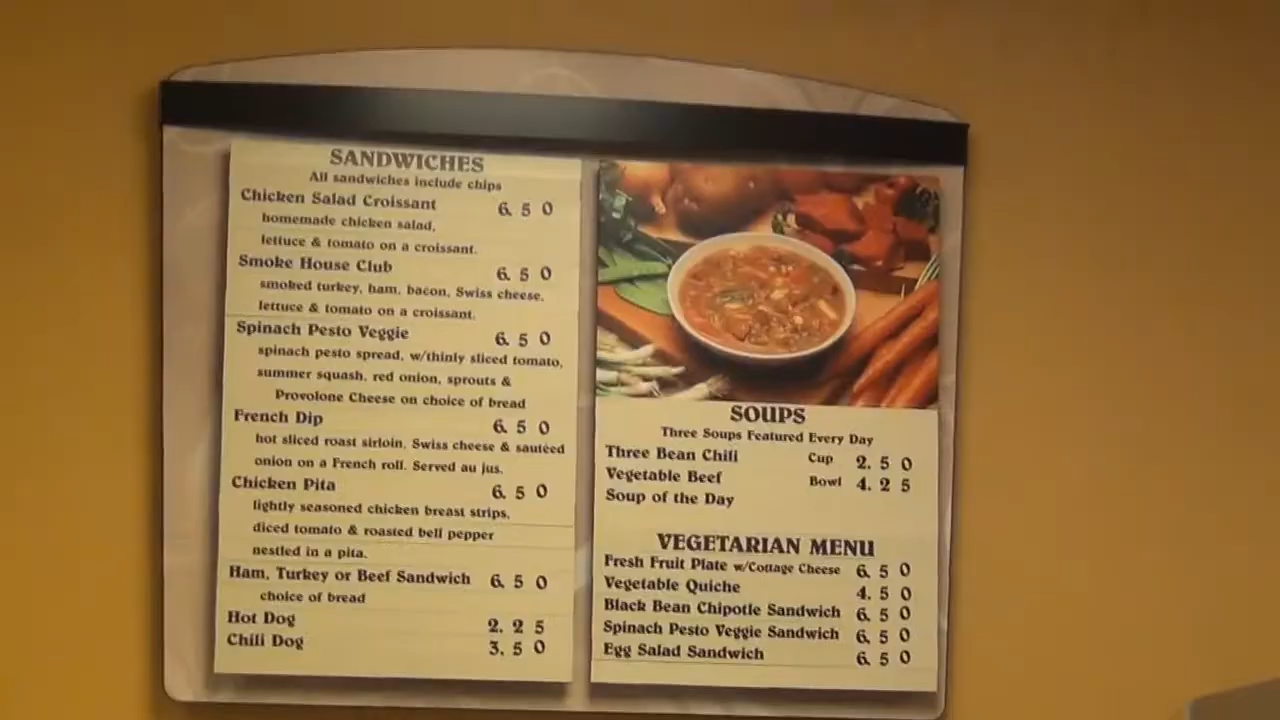 SANDWICHES
All sandwiches include chips
Chicken Salad Croissant 6.50
homemade chicken salad,
lettuce & tomato on a croissant.
Smoke House Club 6.50
smoked turkey, ham, bacon, Swiss cheese,
lettuce & tomato on a croissant.
Spinach Pesto Veggie 6.50
spinach pesto spread, w/thinly sliced tomato,
summer squash, red onion, sprouts &
Provolone Cheese on choice of bread
French Dip 6.50
hot sliced roast sirloin, Swiss cheese & sautéed
onion on a French roll. Served au jus.
Chicken Pita 6.50
lightly seasoned chicken breast strips,
diced tomato & roasted bell pepper
nestled in a pita.
Ham, Turkey or Beef Sandwich 6.50
choice of bread
Hot Dog 2.25
Chili Dog 3.50
SOUPS
Three Soups Featured Every Day
Three Bean Chili Cup 2.50
Vegetable Beef Bowl 4.25
Soup of the Day
VEGETARIAN MENU
Fresh Fruit Plate w/Cottage Cheese 6.50
Vegetable Quiche 4.50
Black Bean Chipotle Sandwich 6.50
Spinach Pesto Veggie Sandwich 6.50
Egg Salad Sandwich 6.50